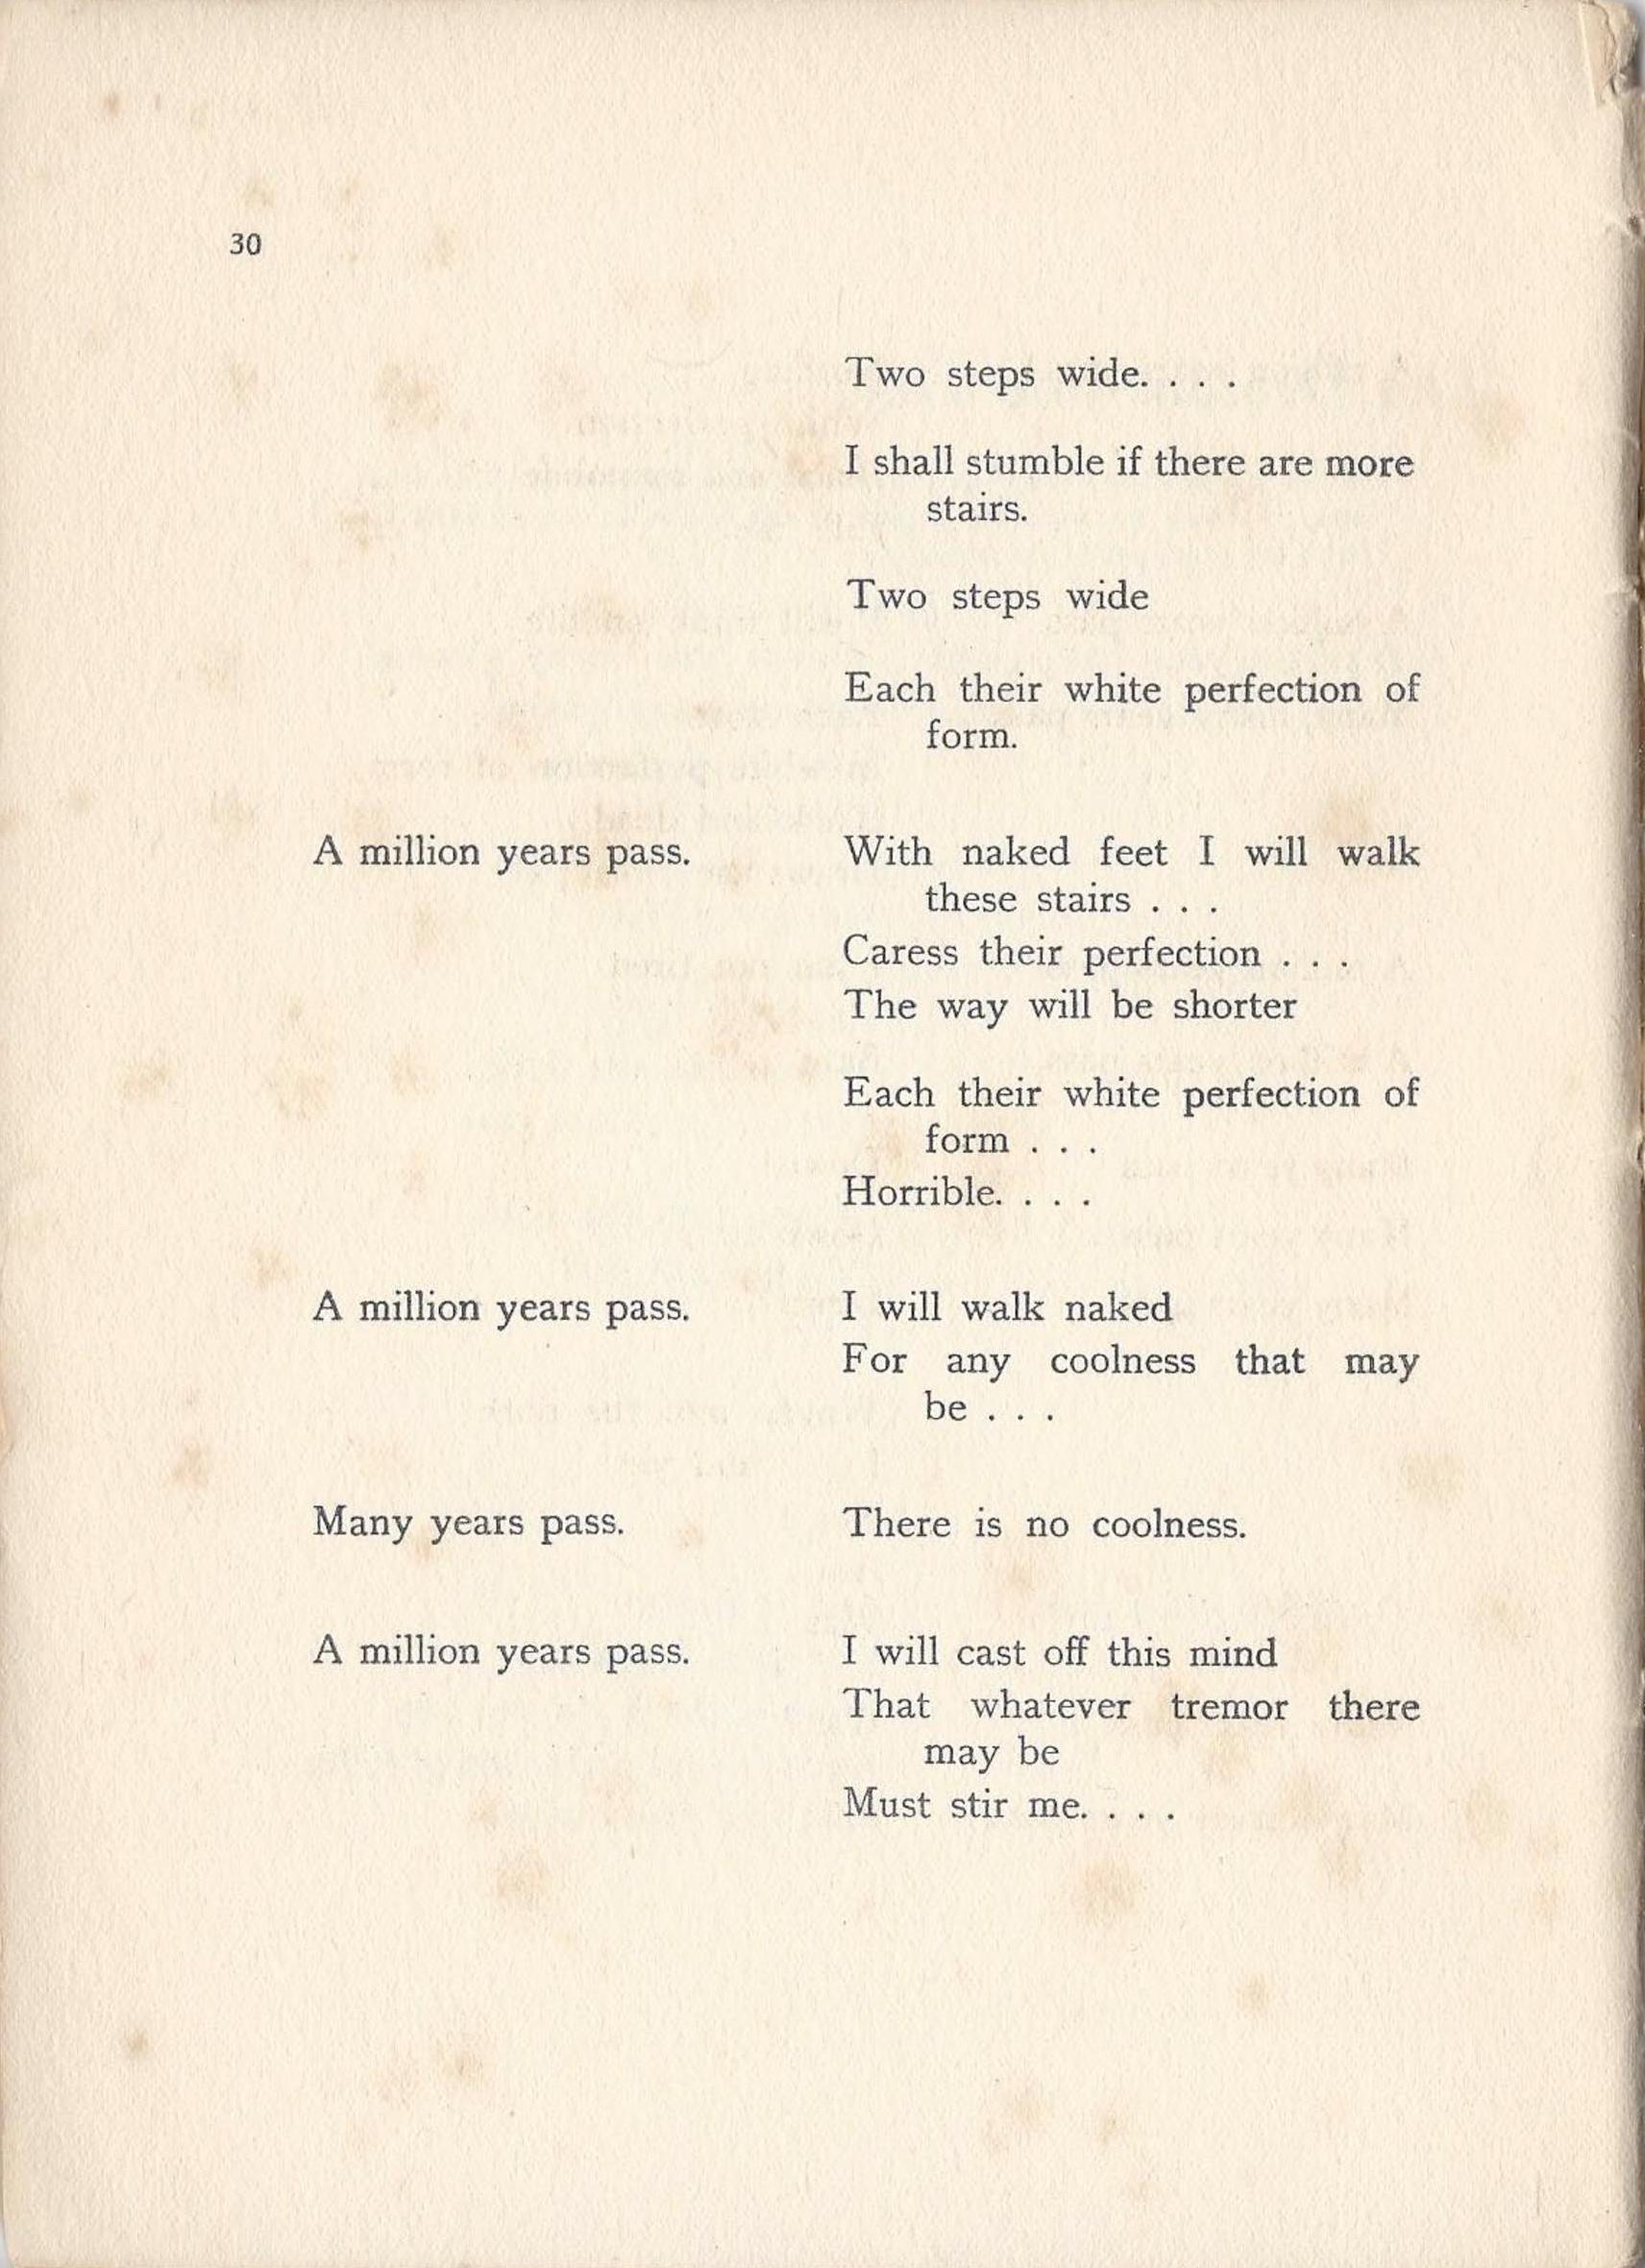 30
Two steps wide. . . .
I shall stumble if there are more
stairs.
Two steps wide
Each their white perfection of
form.
A million years pass. With naked feet I will walk
these stairs . . .
Caress their perfection . . .
The way will be shorter
Each their white perfection of
form . . .
Horrible. . . .
A million years pass. I will walk naked
For any coolness that may
be . . .
Many years pass. There is no coolness.
A million years pass. I will cast off this mind
That whatever tremor there
may be
Must stir me. . . .